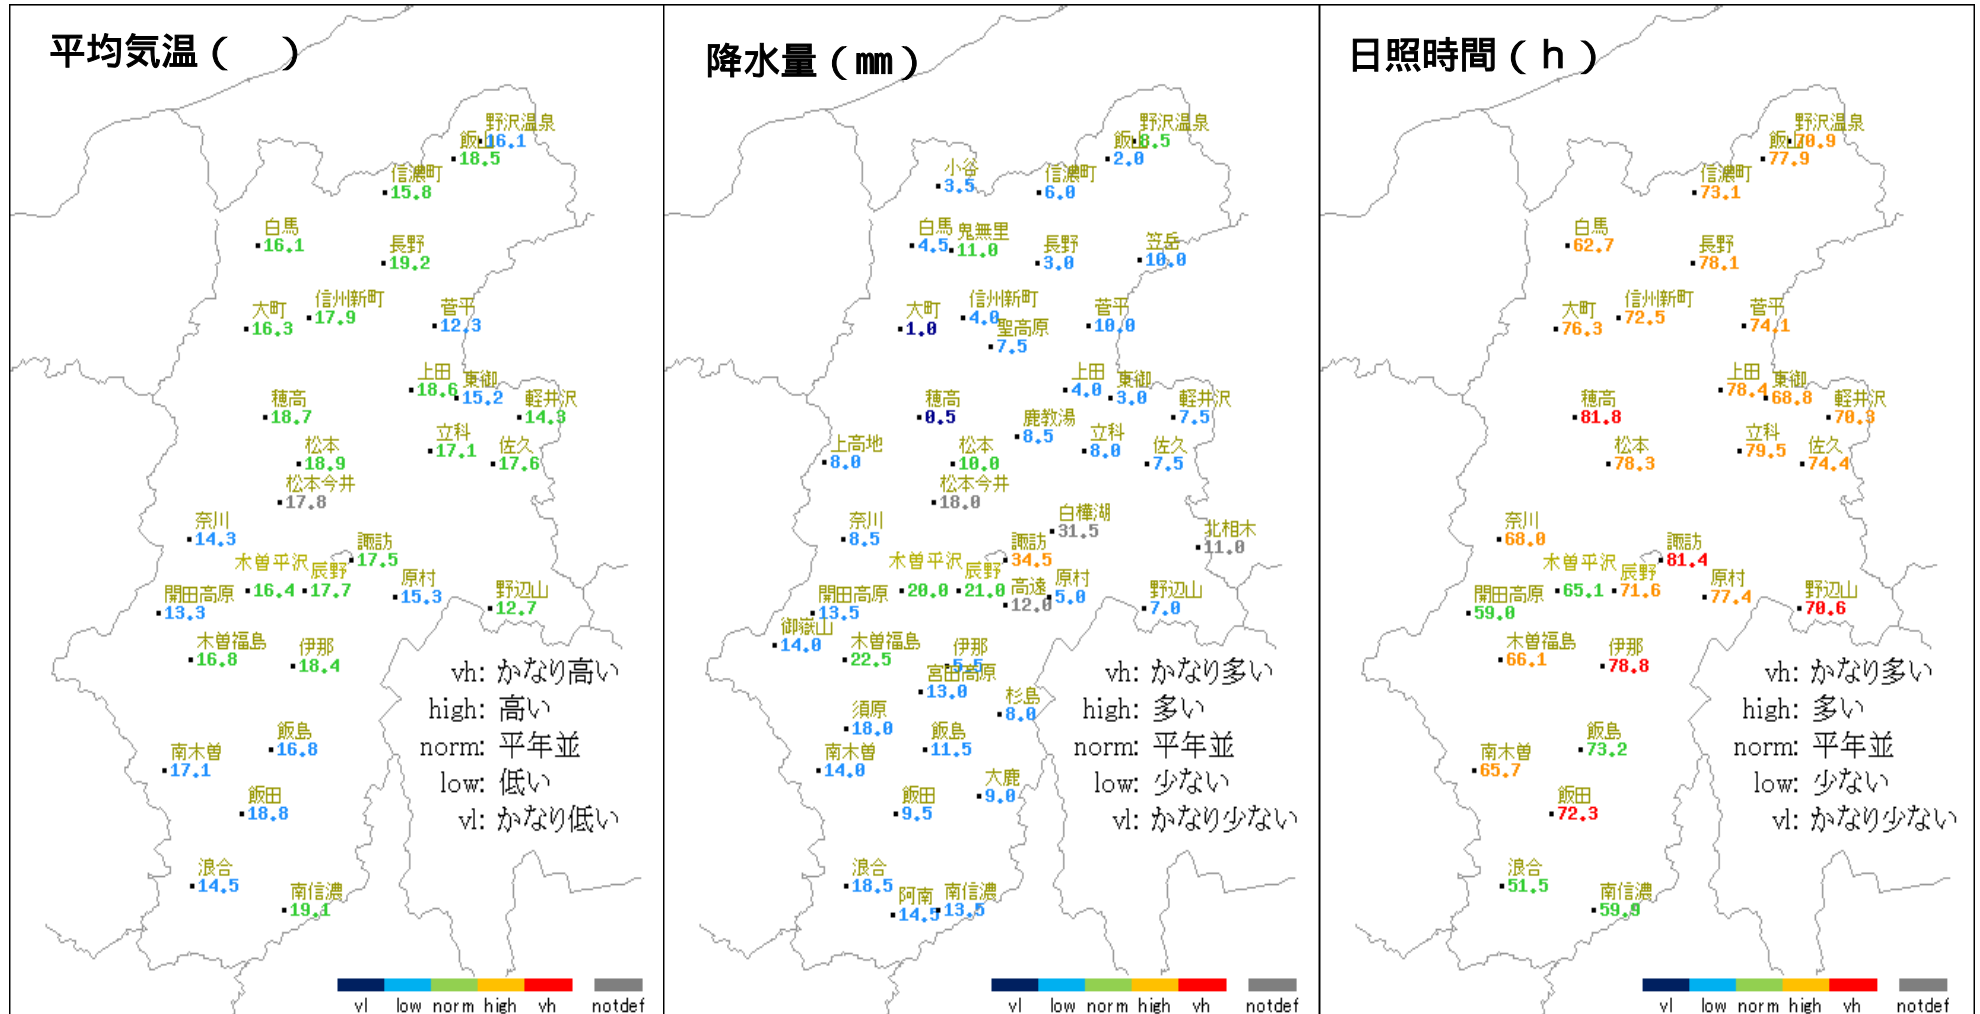 平均気温(　)
野沢温泉
16.1
飯山
18.5
信濃町
15.8
白馬
16.1
長野
19.2
信州新町
17.9
大町
16.3
菅平
12.3
上田
18.6
東御
15.2
軽井沢
14.3
穂高
18.7
立科
17.1
佐久
17.6
松本
18.9
松本今井
17.8
奈川
14.3
諏訪
17.5
木曽平沢
16.4
辰野
17.7
原村
15.3
野辺山
12.7
開田高原
13.3
木曽福島
16.8
伊那
18.4
飯島
16.8
南木曽
17.1
飯田
18.8
浪合
14.5
南信濃
19.1
vh: かなり高い
high: 高い
norm: 平年並
low: 低い
vl: かなり低い
vl low norm high vh notdef
降水量(㎜)
野沢温泉
8.5
飯山
2.0
小谷
3.5
信濃町
6.0
白馬
4.5
鬼無里
11.0
長野
3.0
笠岳
10.0
大町
1.0
信州新町
4.0
聖高原
7.5
菅平
10.0
上田
4.0
東御
3.0
軽井沢
7.5
穂高
0.5
鹿教湯
8.5
立科
8.0
佐久
7.5
上高地
8.0
松本
10.0
松本今井
18.0
奈川
8.5
白樺湖
31.5
北相木
11.0
諏訪
34.5
木曽平沢
20.0
辰野
21.0
高遠
12.0
原村
5.0
野辺山
7.0
開田高原
13.5
御嶽山
14.0
木曽福島
22.5
伊那
5.5
宮田高原
13.0
杉島
8.0
須原
18.0
飯島
11.5
南木曽
14.0
大鹿
9.0
飯田
9.5
浪合
18.5
阿南
14.5
南信濃
13.5
vh: かなり多い
high: 多い
norm: 平年並
low: 少ない
vl: かなり少ない
vl low norm high vh notdef
日照時間(ｈ)
野沢温泉
70.9
飯山
77.9
信濃町
73.1
白馬
62.7
長野
78.1
信州新町
72.5
大町
76.3
菅平
74.1
上田
78.4
東御
68.8
軽井沢
70.3
穂高
81.8
立科
79.5
佐久
74.4
松本
78.3
奈川
68.0
諏訪
81.4
木曽平沢
65.1
辰野
71.6
原村
77.4
野辺山
70.6
開田高原
59.0
木曽福島
66.1
伊那
78.8
飯島
73.2
南木曽
65.7
飯田
72.3
浪合
51.5
南信濃
59.9
vh: かなり多い
high: 多い
norm: 平年並
low: 少ない
vl: かなり少ない
vl low norm high vh notdef